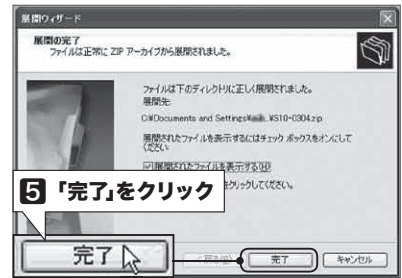 展開ウィザード
展開の完了
ファイルは正常に ZIP アーカイブから展開されました。
ファイルは下のディレクトリに正しく展開されました。
展開先:
C:¥Documents and Settings¥ ¥S10-0304.zip
展開されたファイルを表示するにはチェック ボックスをオンにして
ください:
展開されたファイルを表示する(H)
をクリックしてください。
5 「完了」をクリック
完了
完了
キャンセル